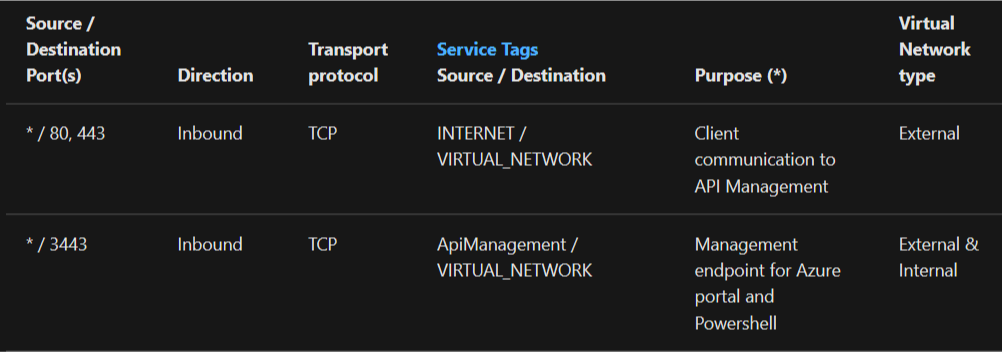 Source /
Destination
Port(s)
Direction
Transport
protocol
Service Tags
Source / Destination
Purpose (*)
Virtual
Network
type
* / 80, 443
Inbound
TCP
INTERNET /
VIRTUAL_NETWORK
Client
communication to
API Management
External
* / 3443
Inbound
TCP
ApiManagement /
VIRTUAL_NETWORK
Management
endpoint for Azure
portal and
Powershell
External &
Internal